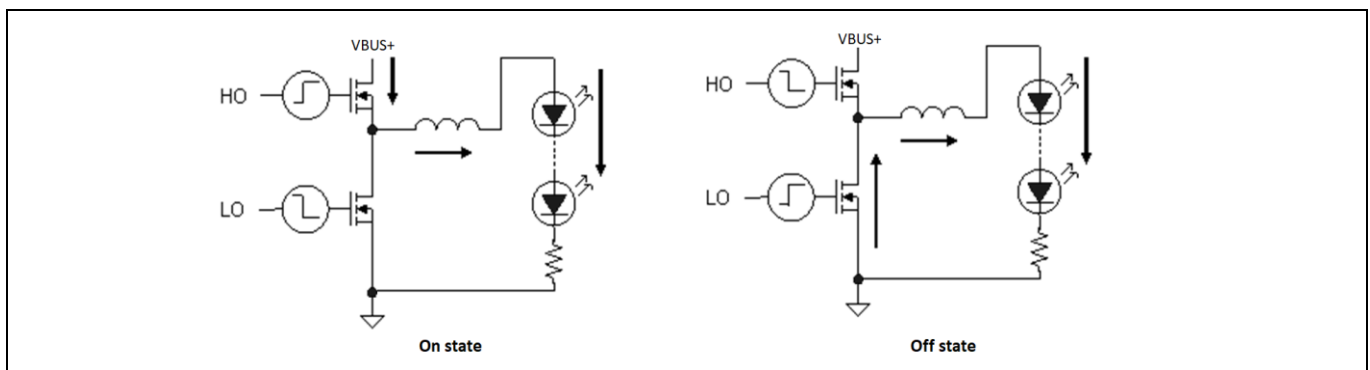 VBUS+
HO
LO
On state
VBUS+
HO
LO
Off state